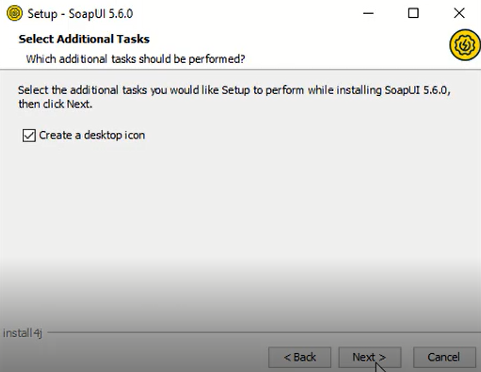 Setup - SoapUI 5.6.0
Select Additional Tasks
Which additional tasks should be performed?
Select the additional tasks you would like Setup to perform while installing SoapUI 5.6.0,
then click Next.
Create a desktop icon
install4j
< Back Next > Cancel